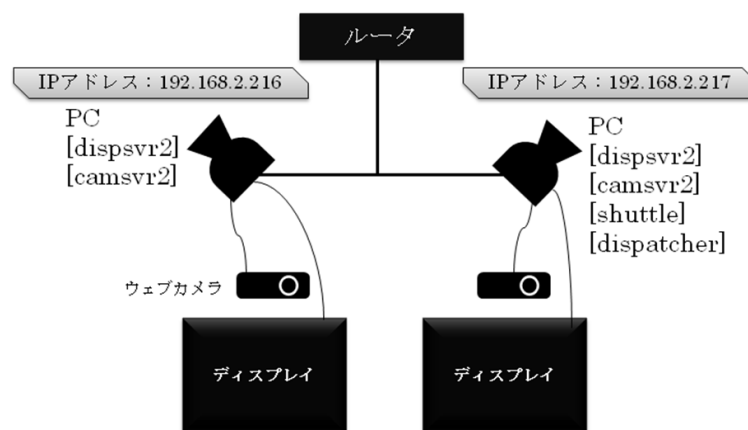 ルータ
IPアドレス：192.168.2.216
IPアドレス：192.168.2.217
PC
[dispsvr2]
[camsvr2]
PC
[dispsvr2]
[camsvr2]
[shuttle]
[dispatcher]
ウェブカメラ
ディスプレイ
ディスプレイ